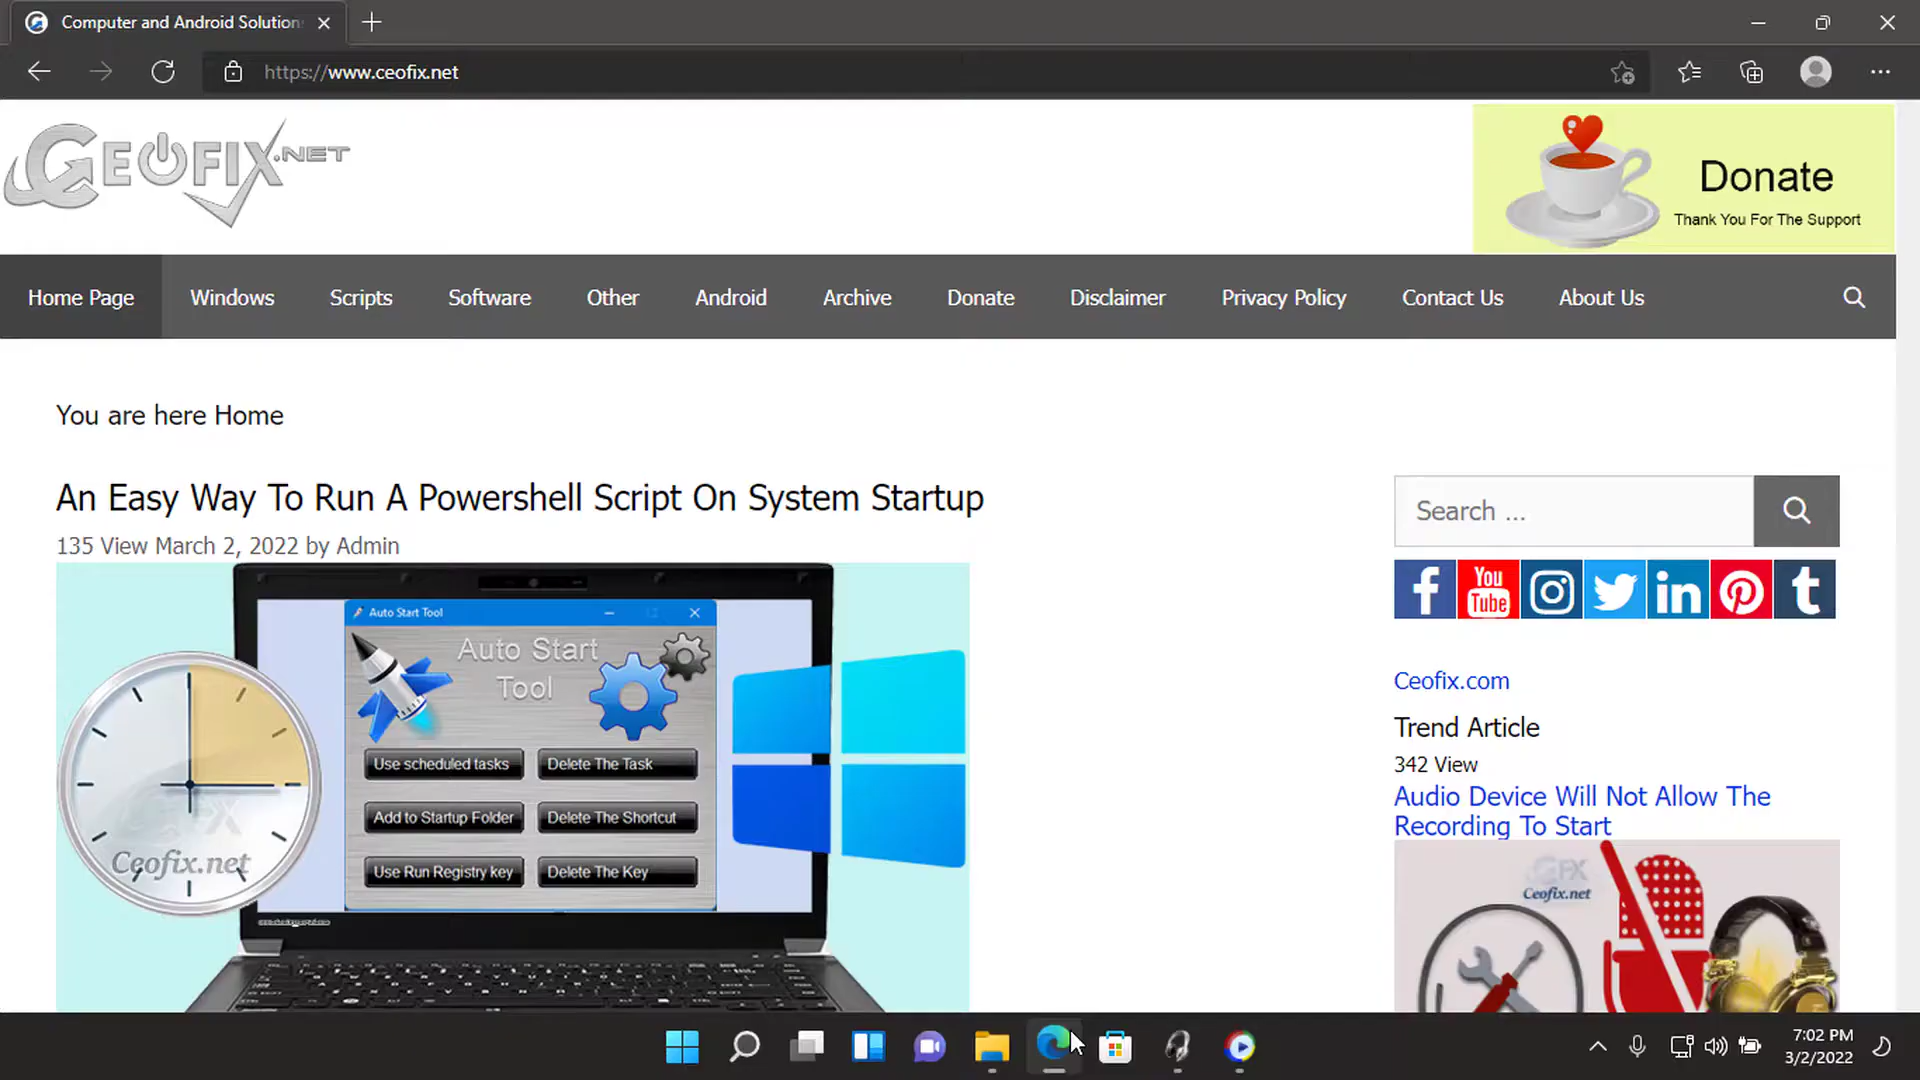 Computer and Android Solution
https://www.ceofix.net
CEOFIX.NET
Donate
Thank You For The Support
Home Page
Windows
Scripts
Software
Other
Android
Archive
Donate
Disclaimer
Privacy Policy
Contact Us
About Us
You are here Home
An Easy Way To Run A Powershell Script On System Startup
135 View March 2, 2022 by Admin
Auto Start Tool
Auto Start
Tool
Use scheduled tasks
Delete The Task
Add to Startup Folder
Delete The Shortcut
Use Run Registry key
Delete The Key
Ceofix.net
Search ...
You
Tube
Ceofix.com
Trend Article
342 View
Audio Device Will Not Allow The
Recording To Start
Ceofix.net
7:02 PM
3/2/2022